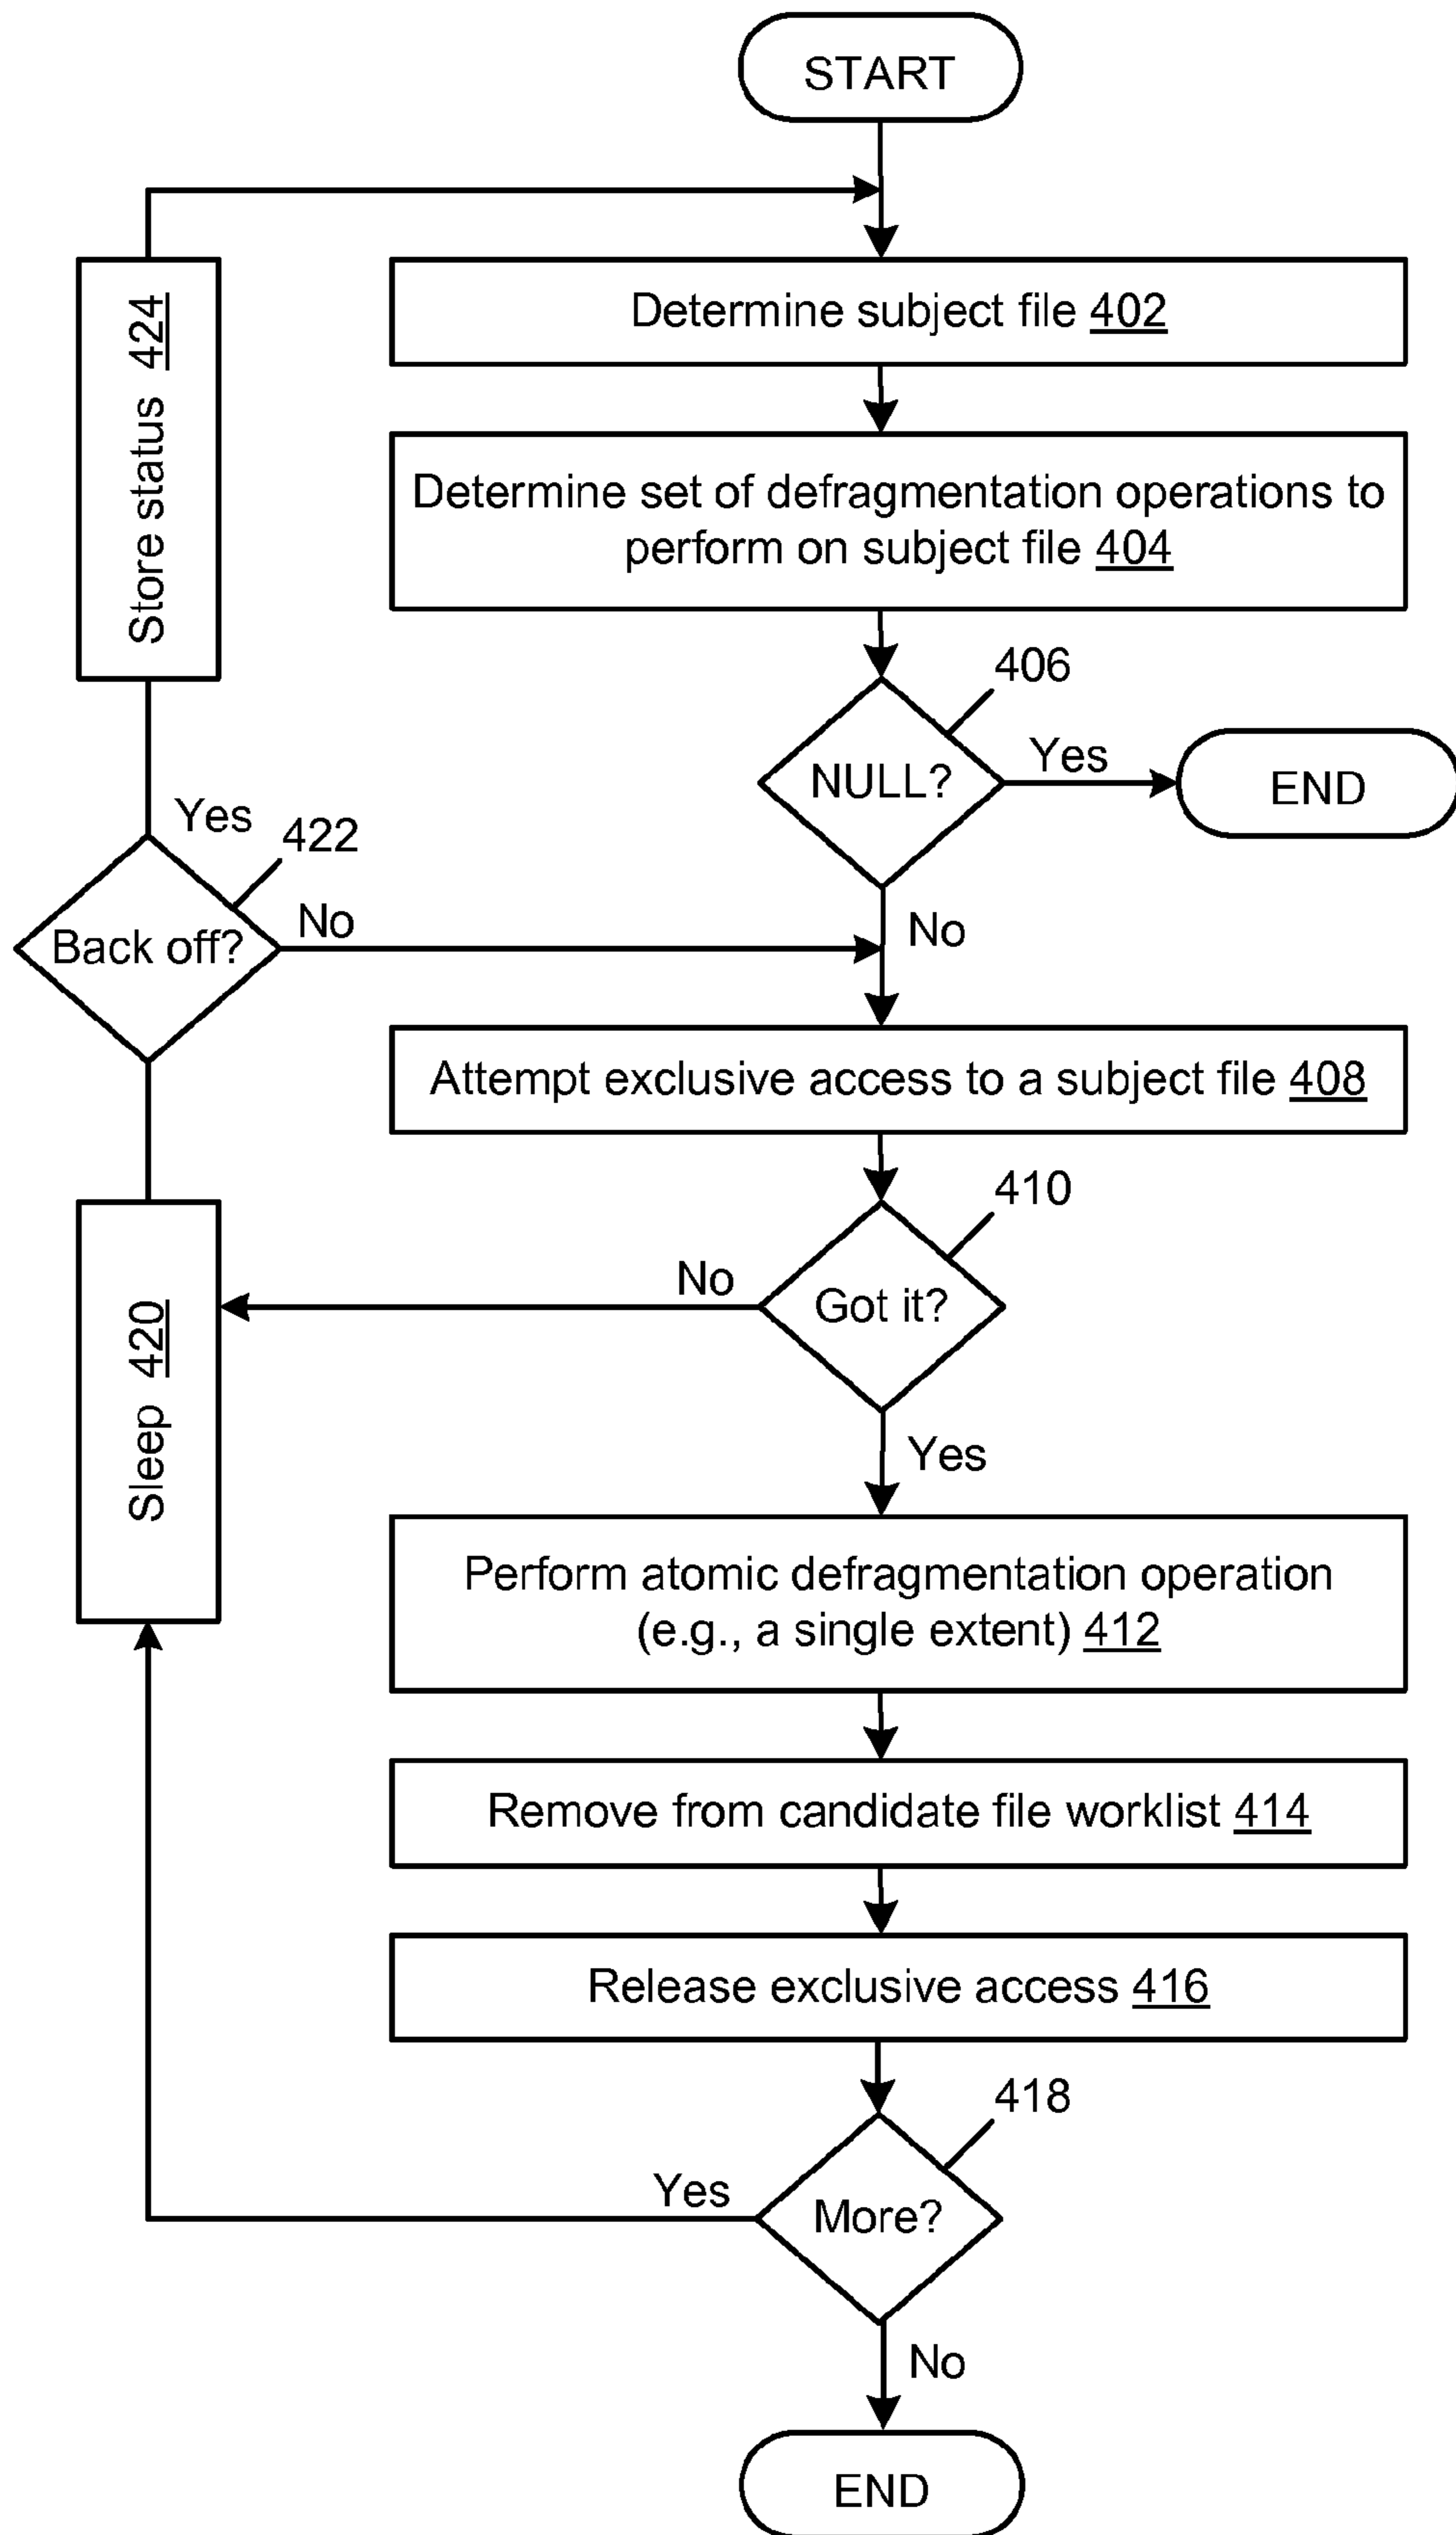 START
Determine subject file 402
Determine set of defragmentation operations to
perform on subject file 404
406
NULL?
Yes
END
No
Store status 424
Yes
422
Back off?
No
Attempt exclusive access to a subject file 408
410
Got it?
No
Sleep 420
Yes
Perform atomic defragmentation operation
(e.g., a single extent) 412
Remove from candidate file worklist 414
Release exclusive access 416
418
More?
Yes
No
END